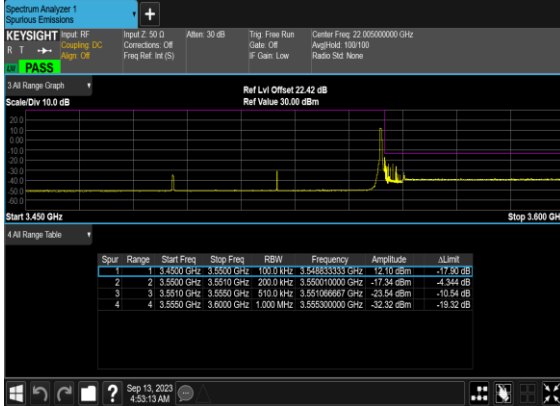 Spectrum Analyzer 1
Spurious Emissions
+
KEYSIGHT Input: RF Input Z: 50 Ω Atten: 30 dB Trig: Free Run Center Freq: 22.005000000 GHz
R T Coupling: DC Corrections: Off Gate: Off Avg|Hold: 100/100
Align: Off Freq Ref: Int (S) IF Gain: Low Radio Std: None
PASS
3 All Range Graph
Ref Lvl Offset 22.42 dB
Scale/Div 10.0 dB Ref Value 30.00 dBm
20.0
10.0
0.00
-10.0
-20.0
-30.0
-40.0
-50.0
-60.0
Start 3.450 GHz Stop 3.600 GH
4 All Range Table
Spur Range Start Freq Stop Freq RBW Frequency Amplitude ΔLimit
1 1 3.4500 GHz 3.5500 GHz 100.0 kHz 3.548833333 GHz 12.10 dBm -17.90 dB
2 2 3.5500 GHz 3.5510 GHz 200.0 kHz 3.550010000 GHz -17.34 dBm -4.344 dB
3 3 3.5510 GHz 3.5550 GHz 510.0 kHz 3.551066667 GHz -23.54 dBm -10.54 dB
4 4 3.5550 GHz 3.6000 GHz 1.000 MHz 3.555300000 GHz -32.32 dBm -19.32 dB
? Sep 13, 2023
4:53:13 AM